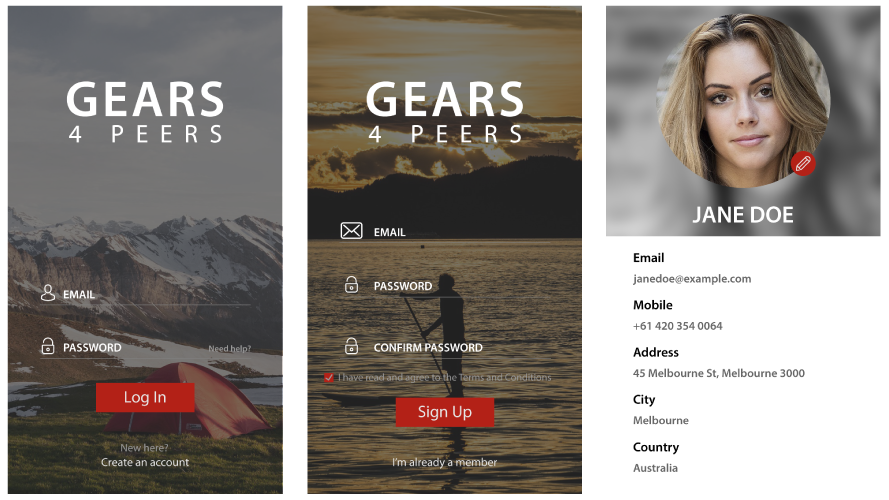 GEARS
4 PEERS
EMAIL
PASSWORD
Need help?
Log In
New here?
Create an account
GEARS
4 PEERS
EMAIL
PASSWORD
CONFIRM PASSWORD
I have read and agree to the Terms and Conditions
Sign Up
I'm already a member
JANE DOE
Email
janedoe@example.com
Mobile
+61 420 354 0064
Address
45 Melbourne St, Melbourne 3000
City
Melbourne
Country
Australia